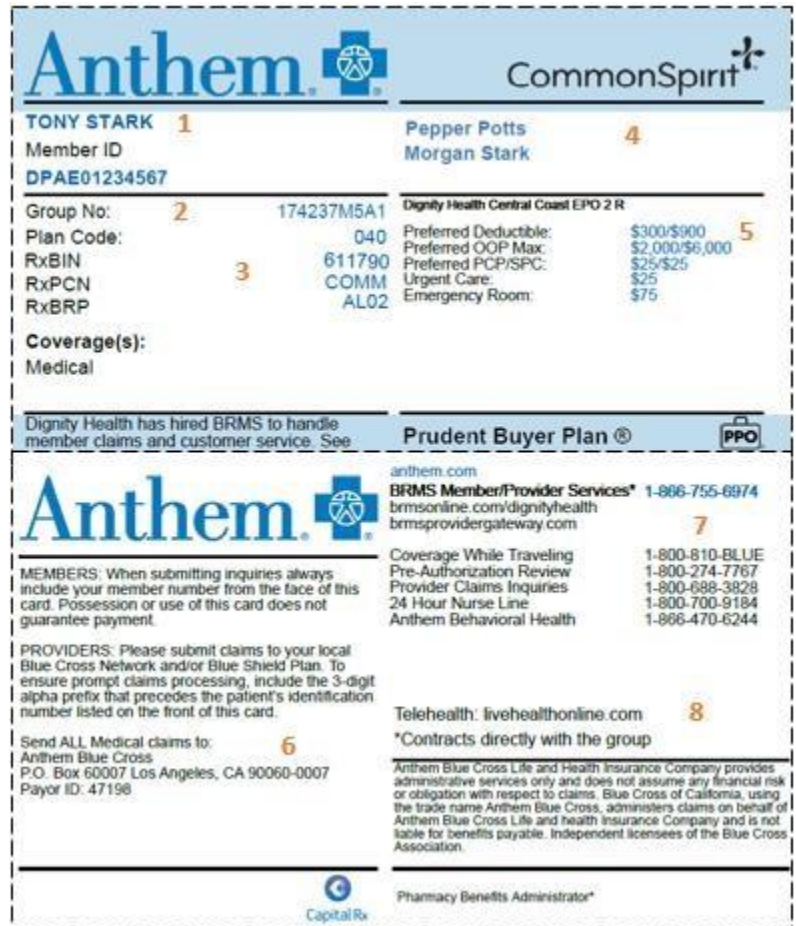 Anthem
CommonSpirit
TONY STARK 1
Member ID
DPAE01234567
Pepper Potts
Morgan Stark
4
Group No: 2 174237M5A1
Plan Code: 040
RxBIN 611790
3
RxPCN COMM
RxBRP AL02
Coverage(s):
Medical
Dignity Health Central Coast EPO 2 R
Preferred Deductible: $300/$900 5
Preferred OOP Max: $2,000/$6,000
Preferred PCP/SPC: $25/$25
Urgent Care: $25
Emergency Room: $75
Dignity Health has hired BRMS to handle
member claims and customer service. See
Prudent Buyer Plan ® PPO
Anthem
MEMBERS: When submitting inquiries always
include your member number from the face of this
card. Possession or use of this card does not
guarantee payment.
PROVIDERS: Please submit claims to your local
Blue Cross Network and/or Blue Shield Plan. To
ensure prompt claims processing, include the 3-digit
alpha prefix that precedes the patient's identification
number listed on the front of this card.
Send ALL Medical claims to: 6
Anthem Blue Cross
P.O. Box 60007 Los Angeles, CA 90060-0007
Payor ID: 47198
anthem.com
BRMS Member/Provider Services* 1-866-755-6974
brmsonline.com/dignityhealth
brmsprovidergateway.com 7
Coverage While Traveling 1-800-810-BLUE
Pre-Authorization Review 1-800-274-7767
Provider Claims Inquiries 1-800-688-3828
24 Hour Nurse Line 1-800-700-9184
Anthem Behavioral Health 1-866-470-6244
Telehealth: livehealthonline.com 8
*Contracts directly with the group
Anthem Blue Cross Life and Health Insurance Company provides
administrative services only and does not assume any financial risk
or obligation with respect to claims. Blue Cross of California, using
the trade name Anthem Blue Cross, administers claims on behalf of
Anthem Blue Cross Life and health Insurance Company and is not
liable for benefits payable. Independent licensees of the Blue Cross
Association.
Capital Rx
Pharmacy Benefits Administrator*